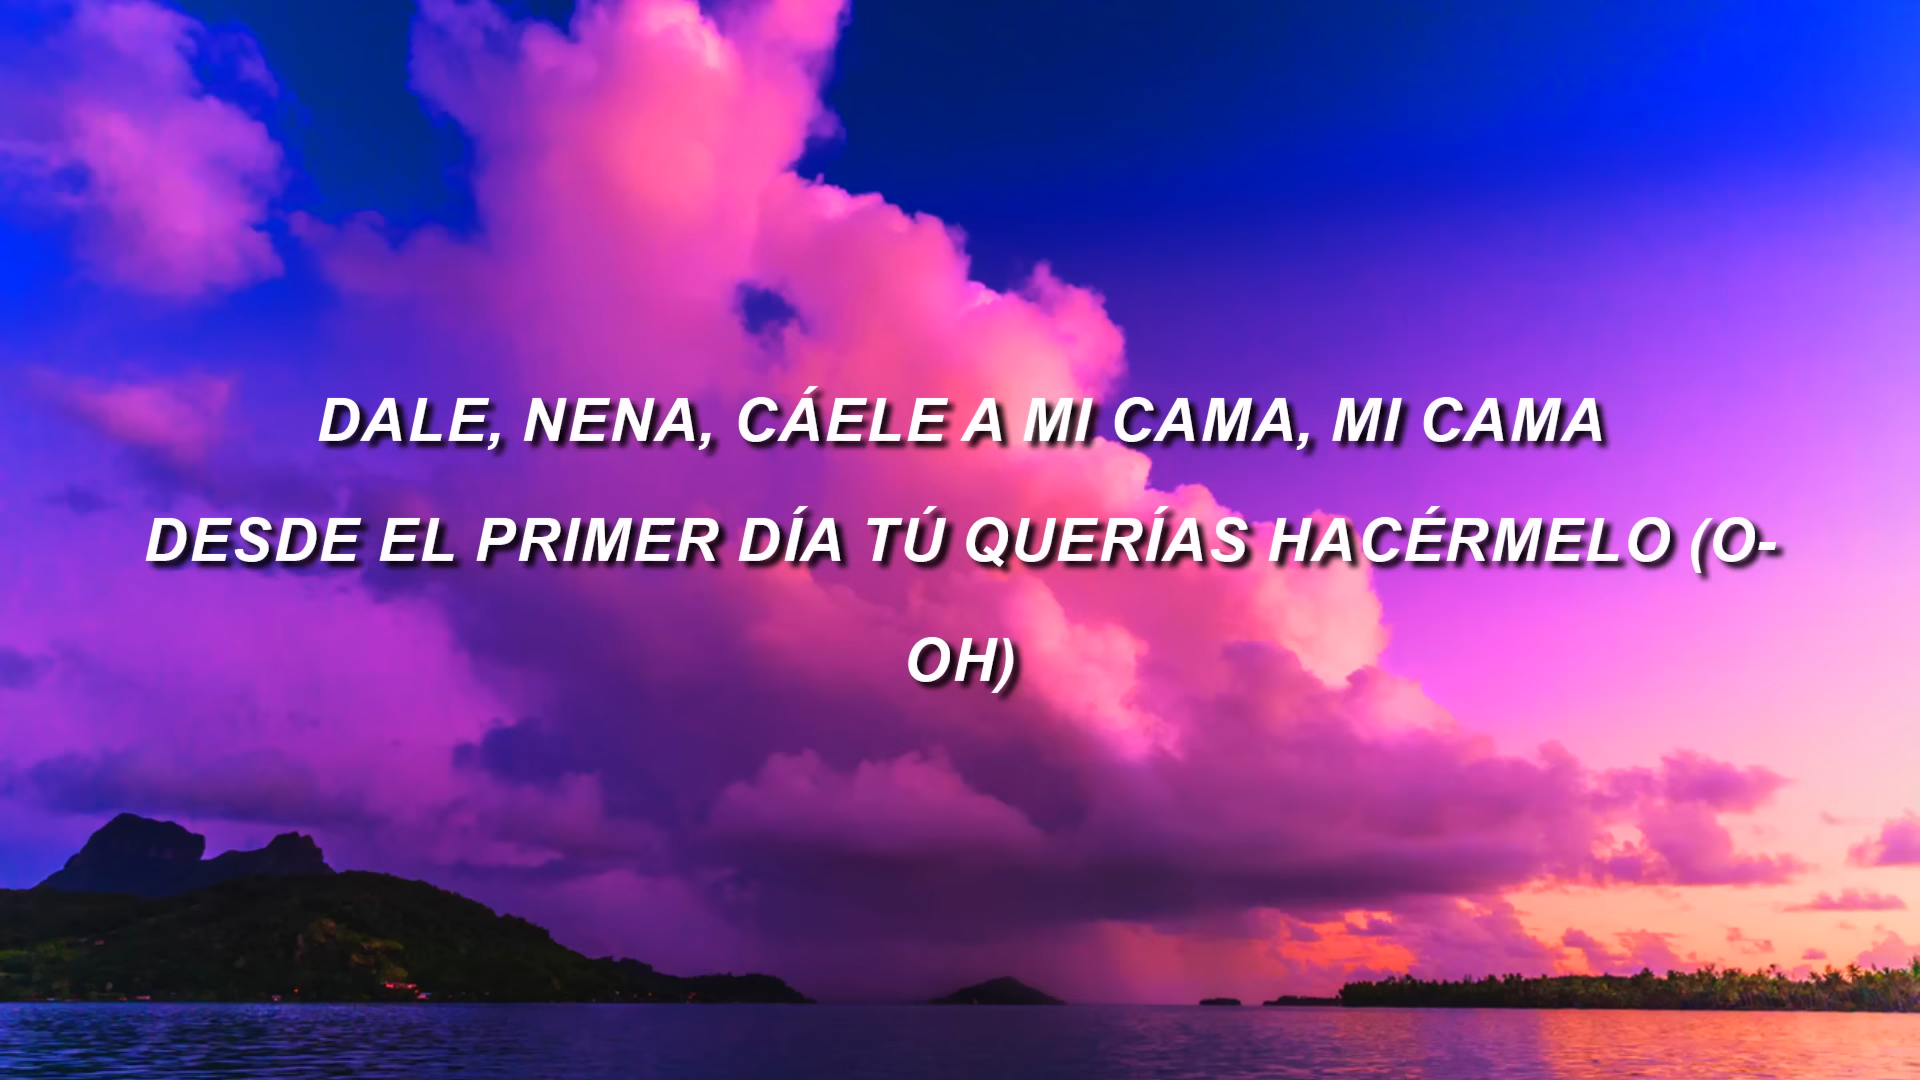 DALE, NENA, CÁELE A MI CAMA, MI CAMA
DESDE EL PRIMER DÍA TÚ QUERÍAS HACÉRMELO (O-
OH)